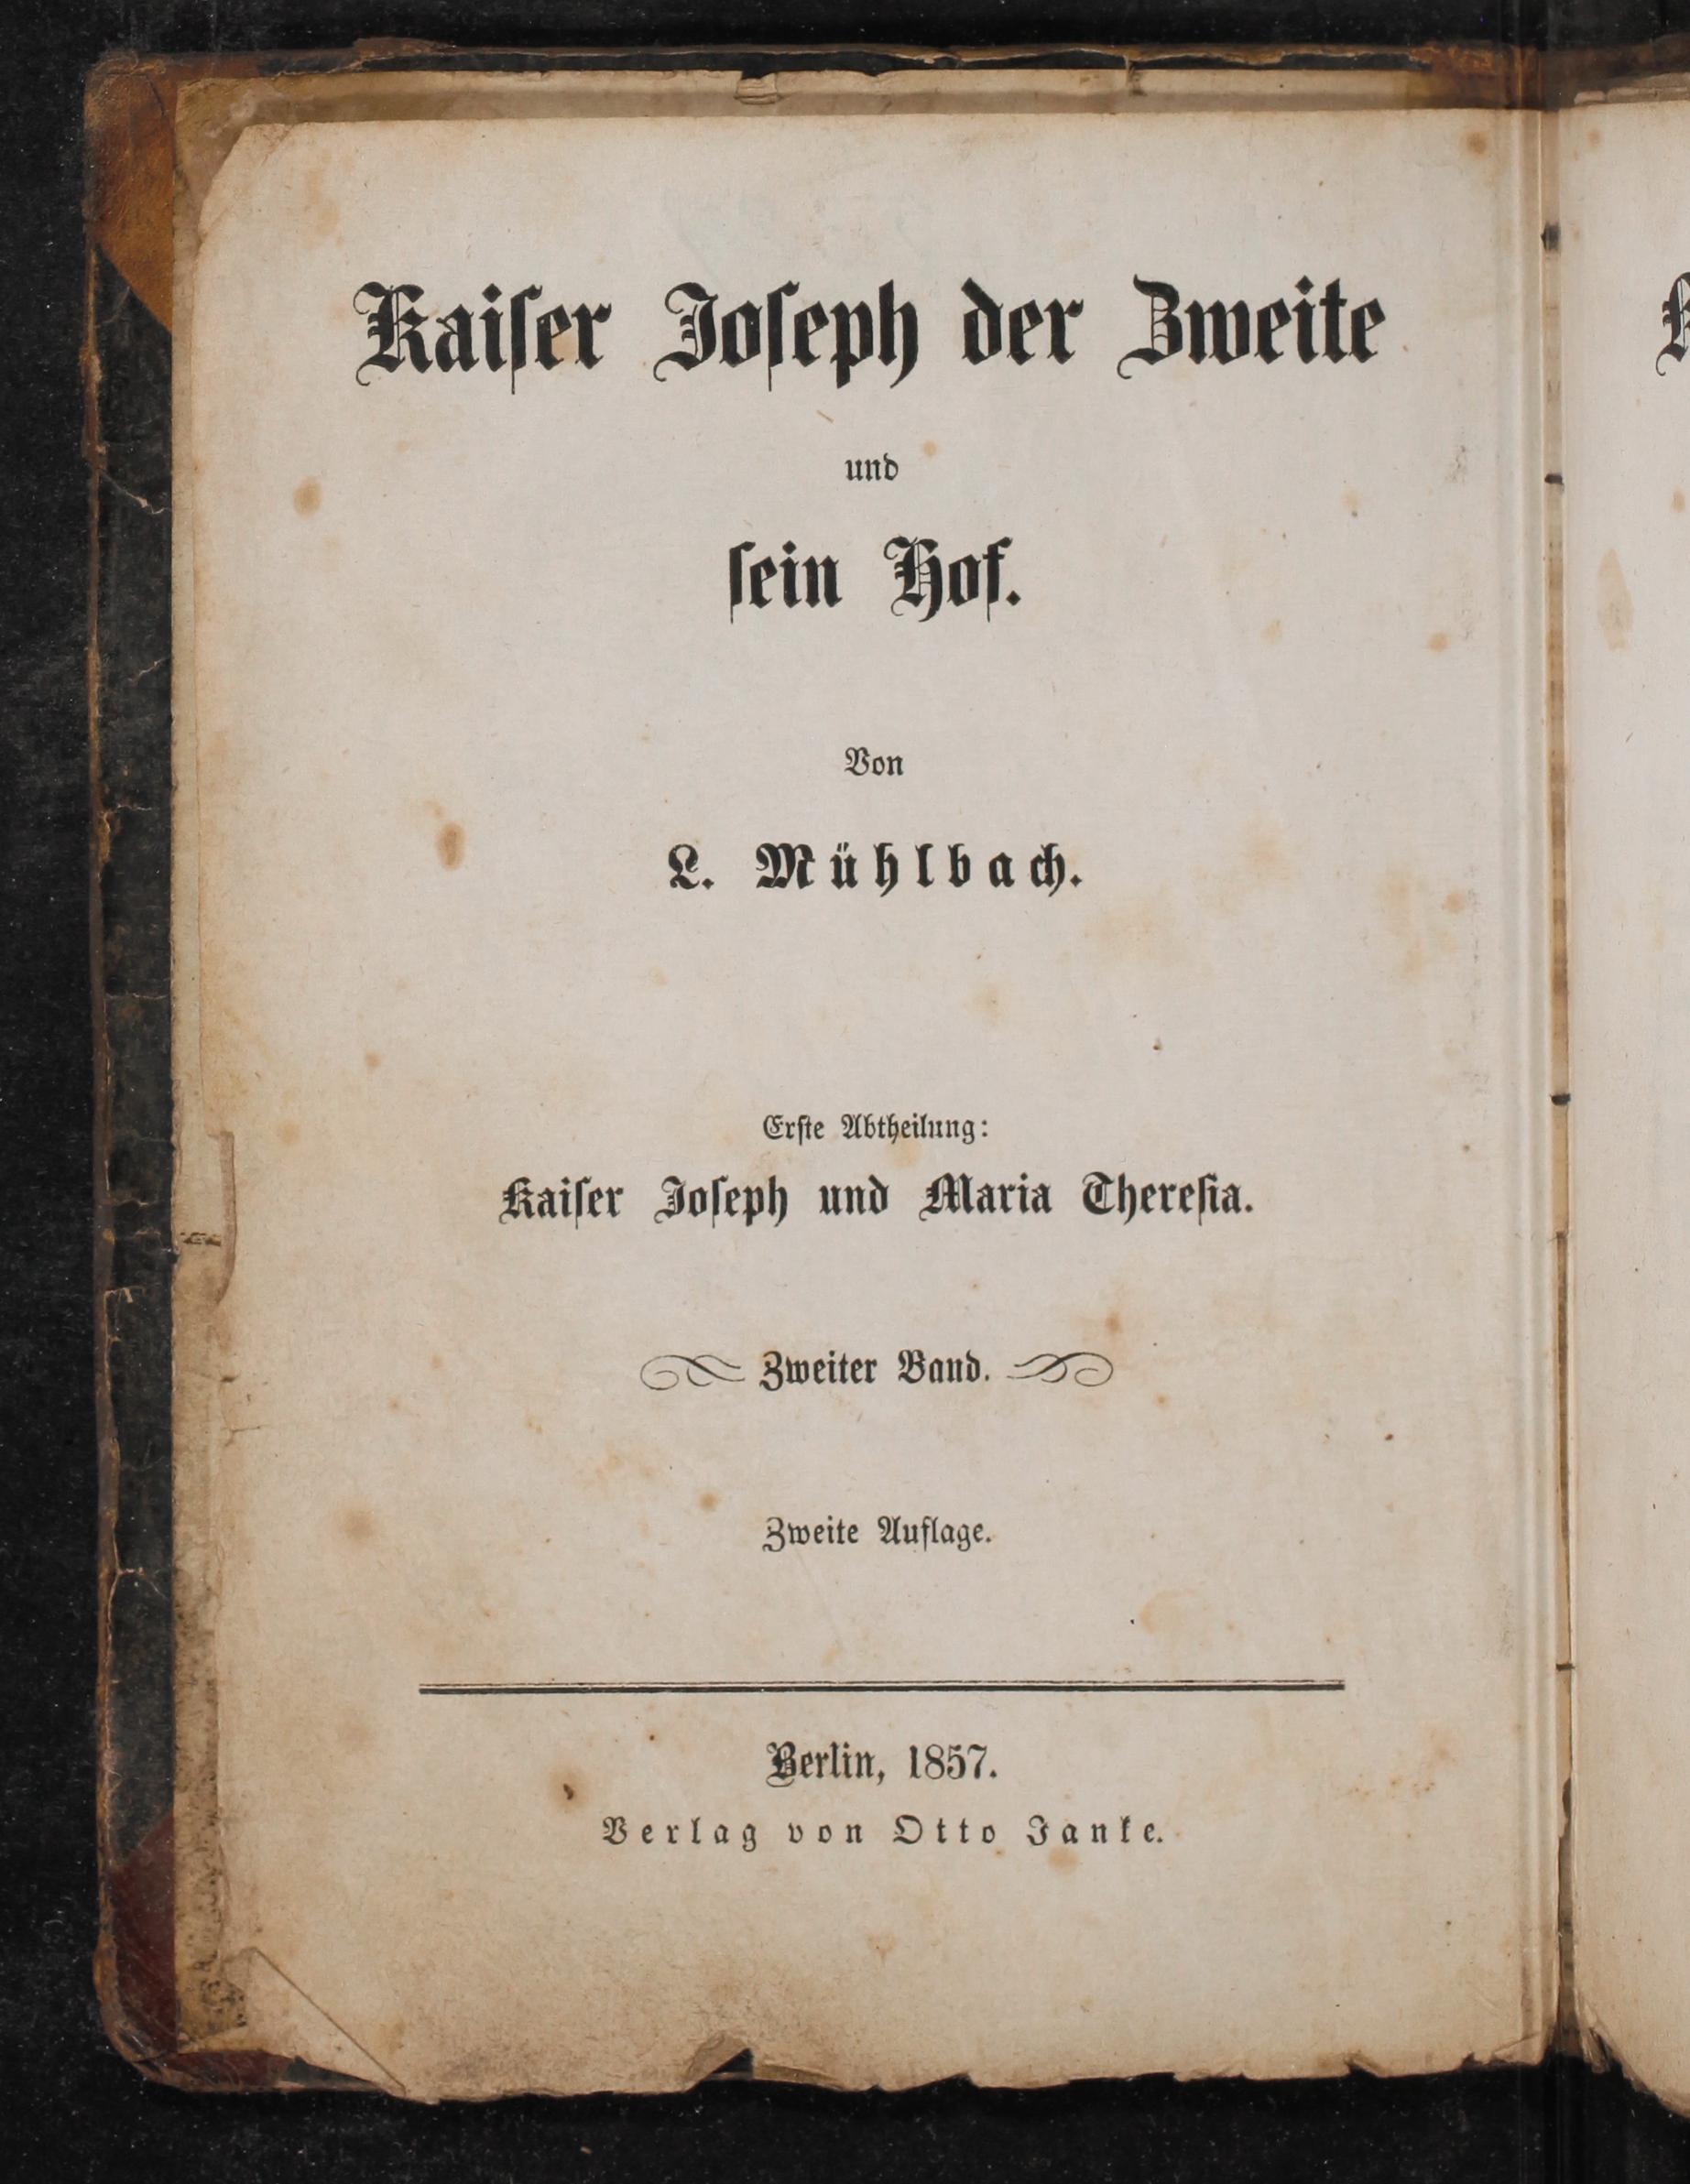 Kaiſer Joſeph der Zweite
und
ſein Hof.
Von
L. Mühlbach.
Erſte Abtheilung:
Kaiſer Joſeph und Maria Thereſia.
Zweiter Band.
Zweite Auflage.
Berlin, 1857.
Verlag von Otto Janke.